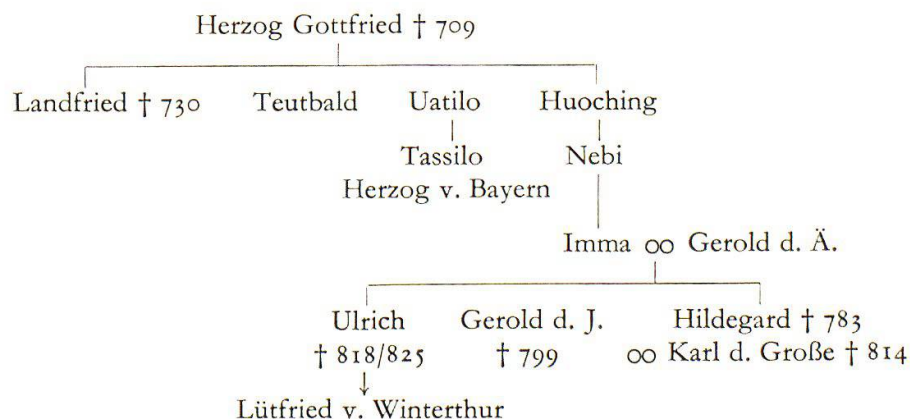 Herzog Gottfried † 709
Landfried † 730 Teutbald Uatilo Huoching
Tassilo Nebi
Herzog v. Bayern
Imma ∞ Gerold d. Ä.
Ulrich Gerold d. J. Hildegard † 783
† 818/825 † 799 ∞ Karl d. Große † 814
Lütfried v. Winterthur